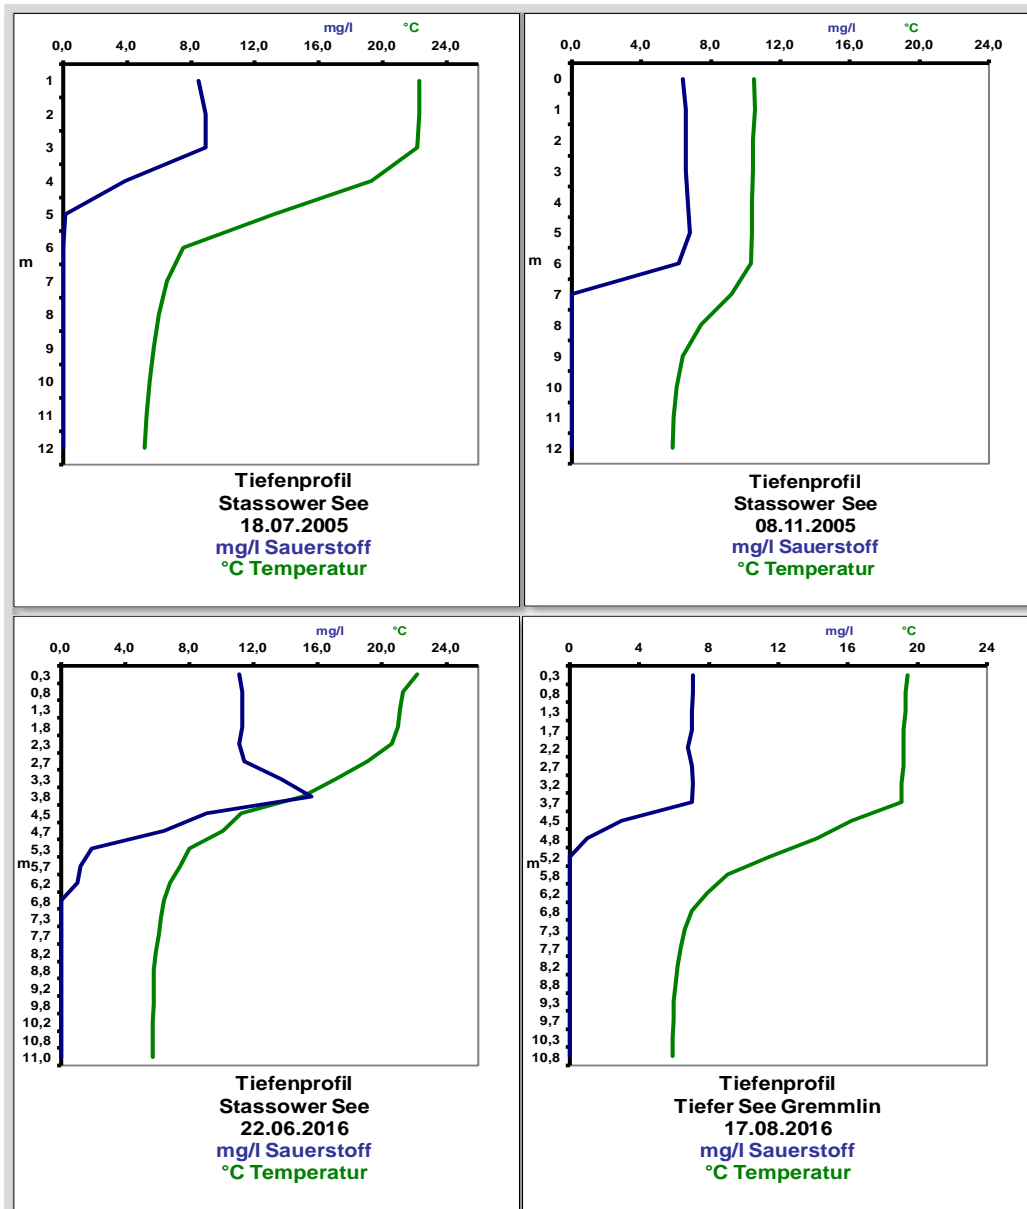 mg/l °C
0,0 4,0 8,0 12,0 16,0 20,0 24,0
1
2
3
4
5
6
m
7
8
9
10
11
12
Tiefenprofil
Stassower See
18.07.2005
mg/l Sauerstoff
°C Temperatur
mg/l °C
0,0 4,0 8,0 12,0 16,0 20,0 24,0
0
1
2
3
4
5
m 6
7
8
9
10
11
12
Tiefenprofil
Stassower See
08.11.2005
mg/l Sauerstoff
°C Temperatur
mg/l °C
0,0 4,0 8,0 12,0 16,0 20,0 24,0
0,3
0,8
1,3
1,8
2,3
2,7
3,3
3,8
4,5
4,7
5,3
m 5,7
6,2
6,8
7,3
7,7
8,2
8,8
9,2
9,8
10,2
10,8
11,0
Tiefenprofil
Stassower See
22.06.2016
mg/l Sauerstoff
°C Temperatur
mg/l °C
0 4 8 12 16 20 24
0,3
0,8
1,3
1,7
2,2
2,7
3,2
3,7
4,5
4,8
m 5,2
5,8
6,2
6,8
7,3
7,7
8,2
8,8
9,3
9,7
10,3
10,8
Tiefenprofil
Tiefer See Gremmlin
17.08.2016
mg/l Sauerstoff
°C Temperatur